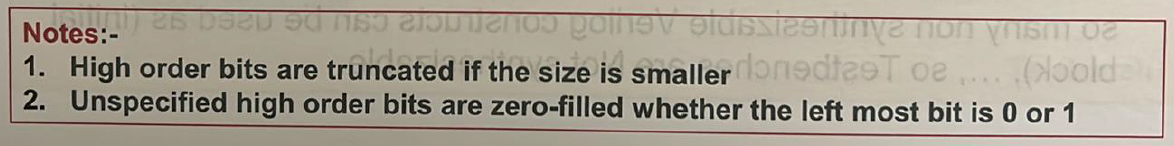 Notes:-
1. High order bits are truncated if the size is smaller
2. Unspecified high order bits are zero-filled whether the left most bit is 0 or 1